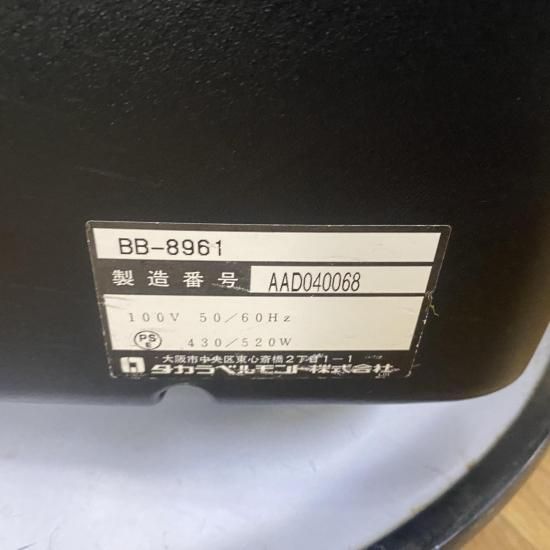 BB-8961
製造番号 AAD040068
100V 50/60Hz
PS E 430/520W
大阪市中央区東心斎橋2丁目1-1
タカラベルモント株式会社